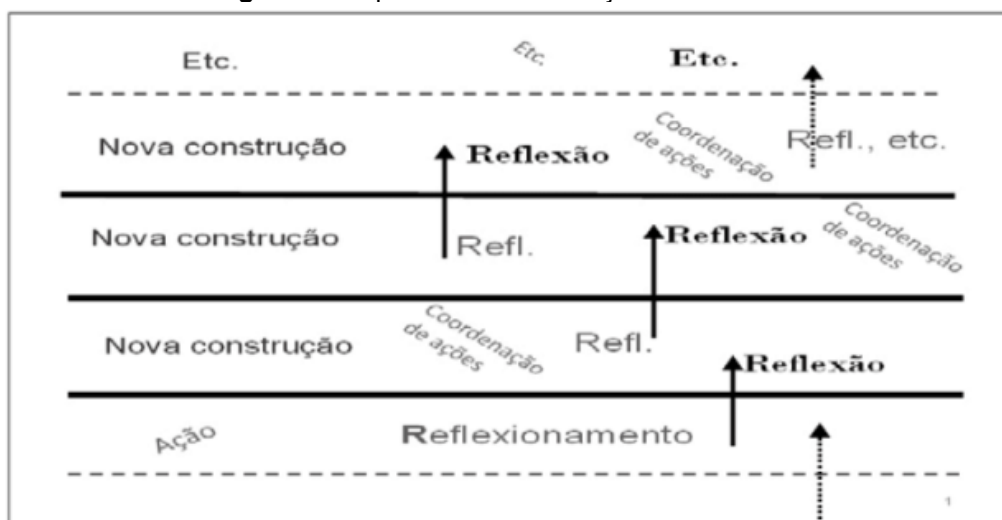 Etc.
Etc.
Etc.
Nova construção
Reflexão
Coordenação
de ações
Refl., etc.
Nova construção
Refl.
Reflexão
Coordenação
de ações
Nova construção
Coordenação
de ações
Refl.
Reflexão
Ação
Reflexionamento
1